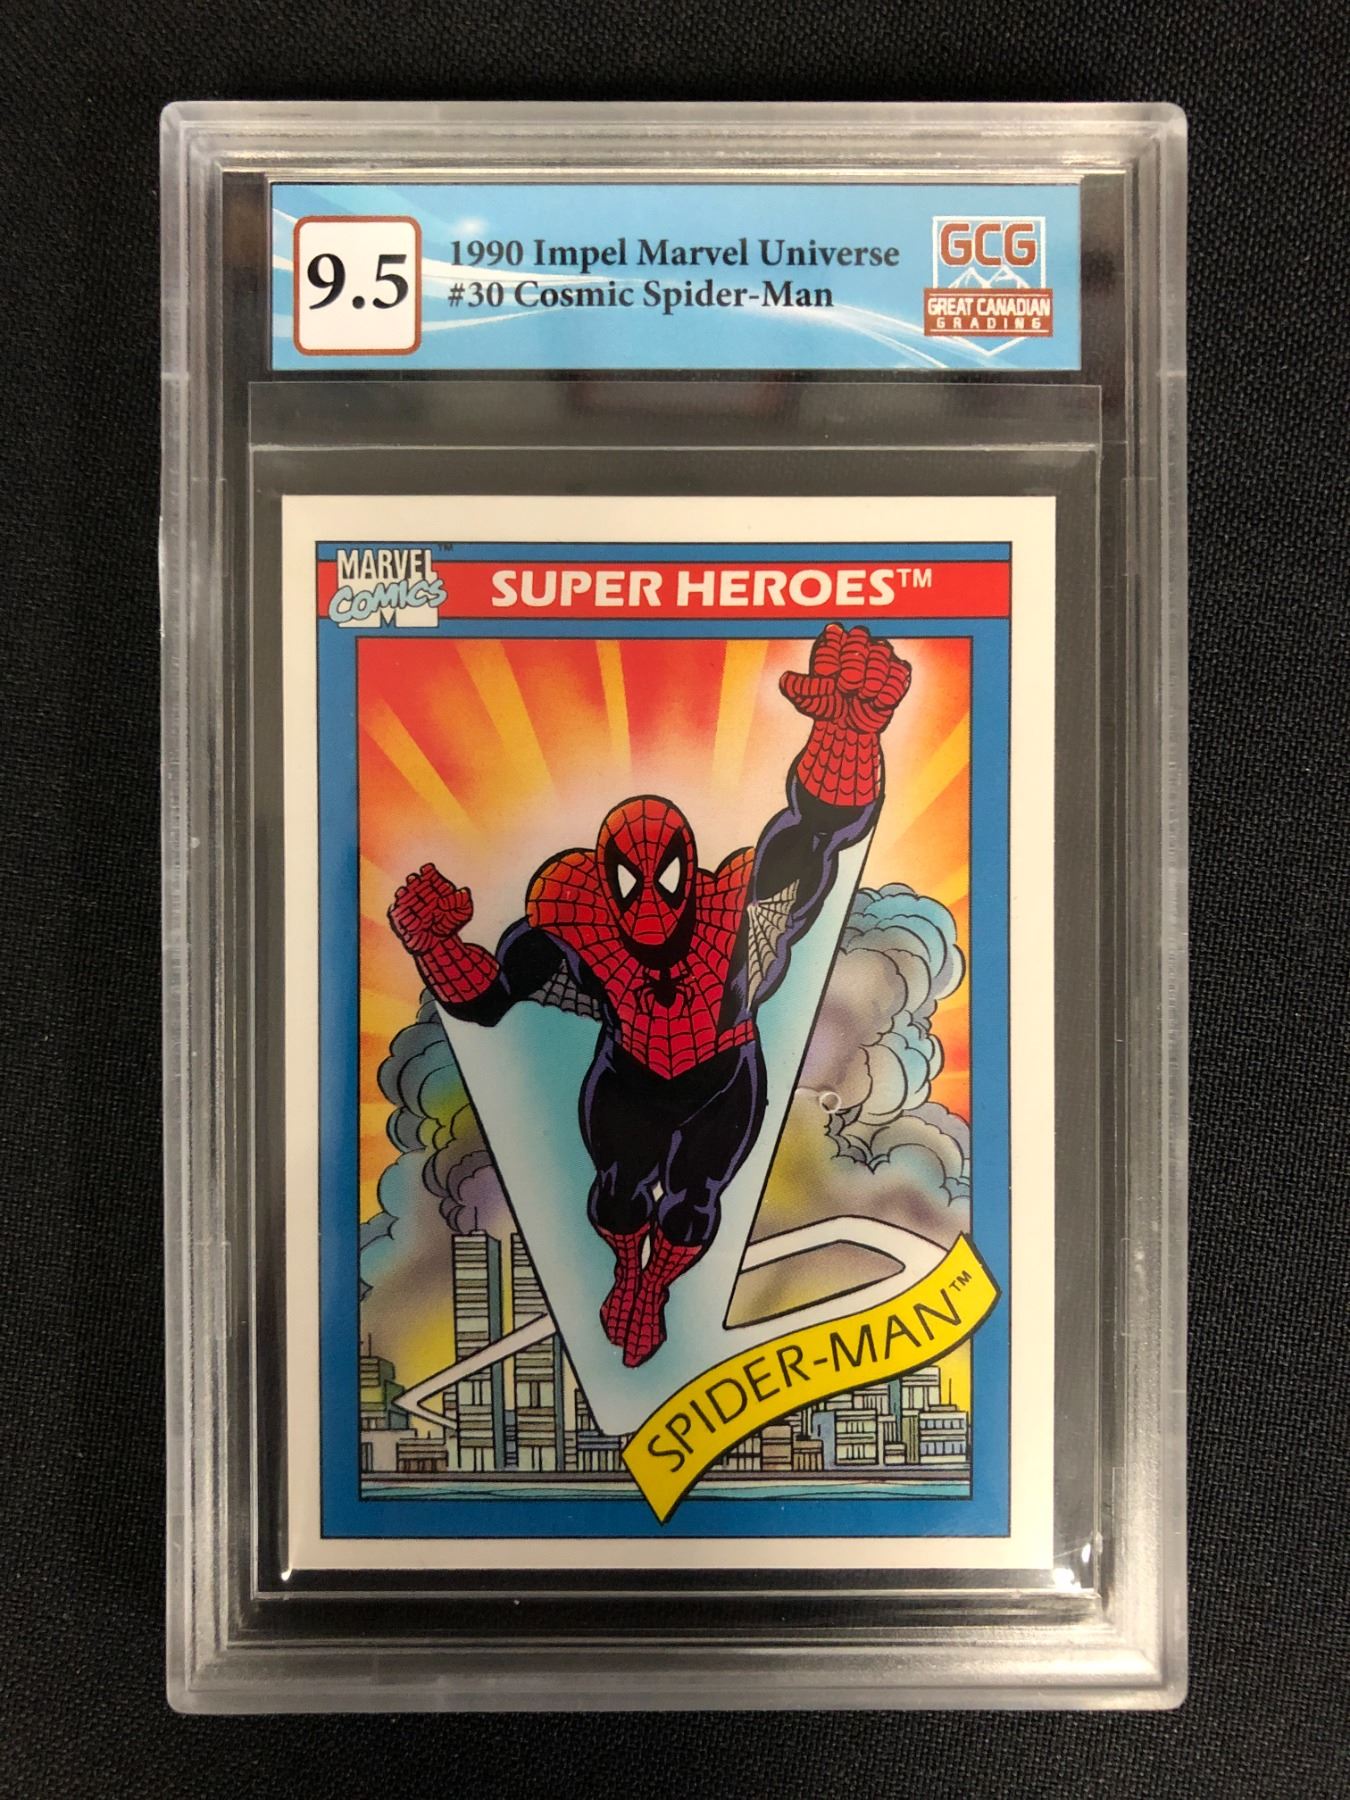 9.5
1990 Impel Marvel Universe
#30 Cosmic Spider-Man
GCG
GREAT CANADIAN
GRADING
MARVEL™
COMICS
SUPER HEROES™
SPIDER-MAN™